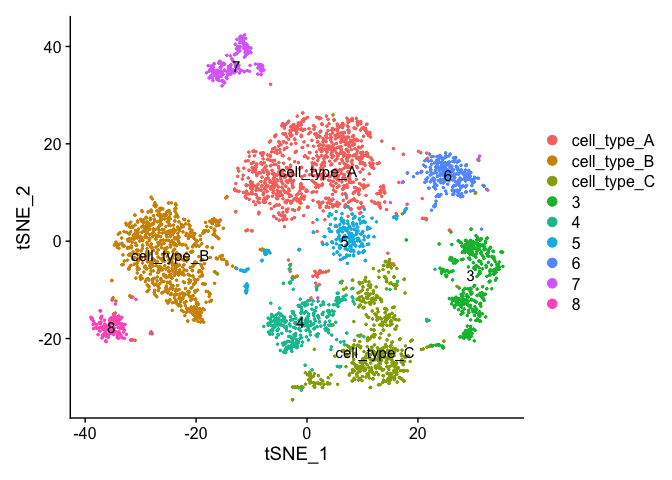 tSNE_2
40
20
0
-20
-40
-20
0
20
tSNE_1
7
cell_type_A
6
5
cell_type_B
3
8
4
cell_type_C
cell_type_A
cell_type_B
cell_type_C
3
4
5
6
7
8